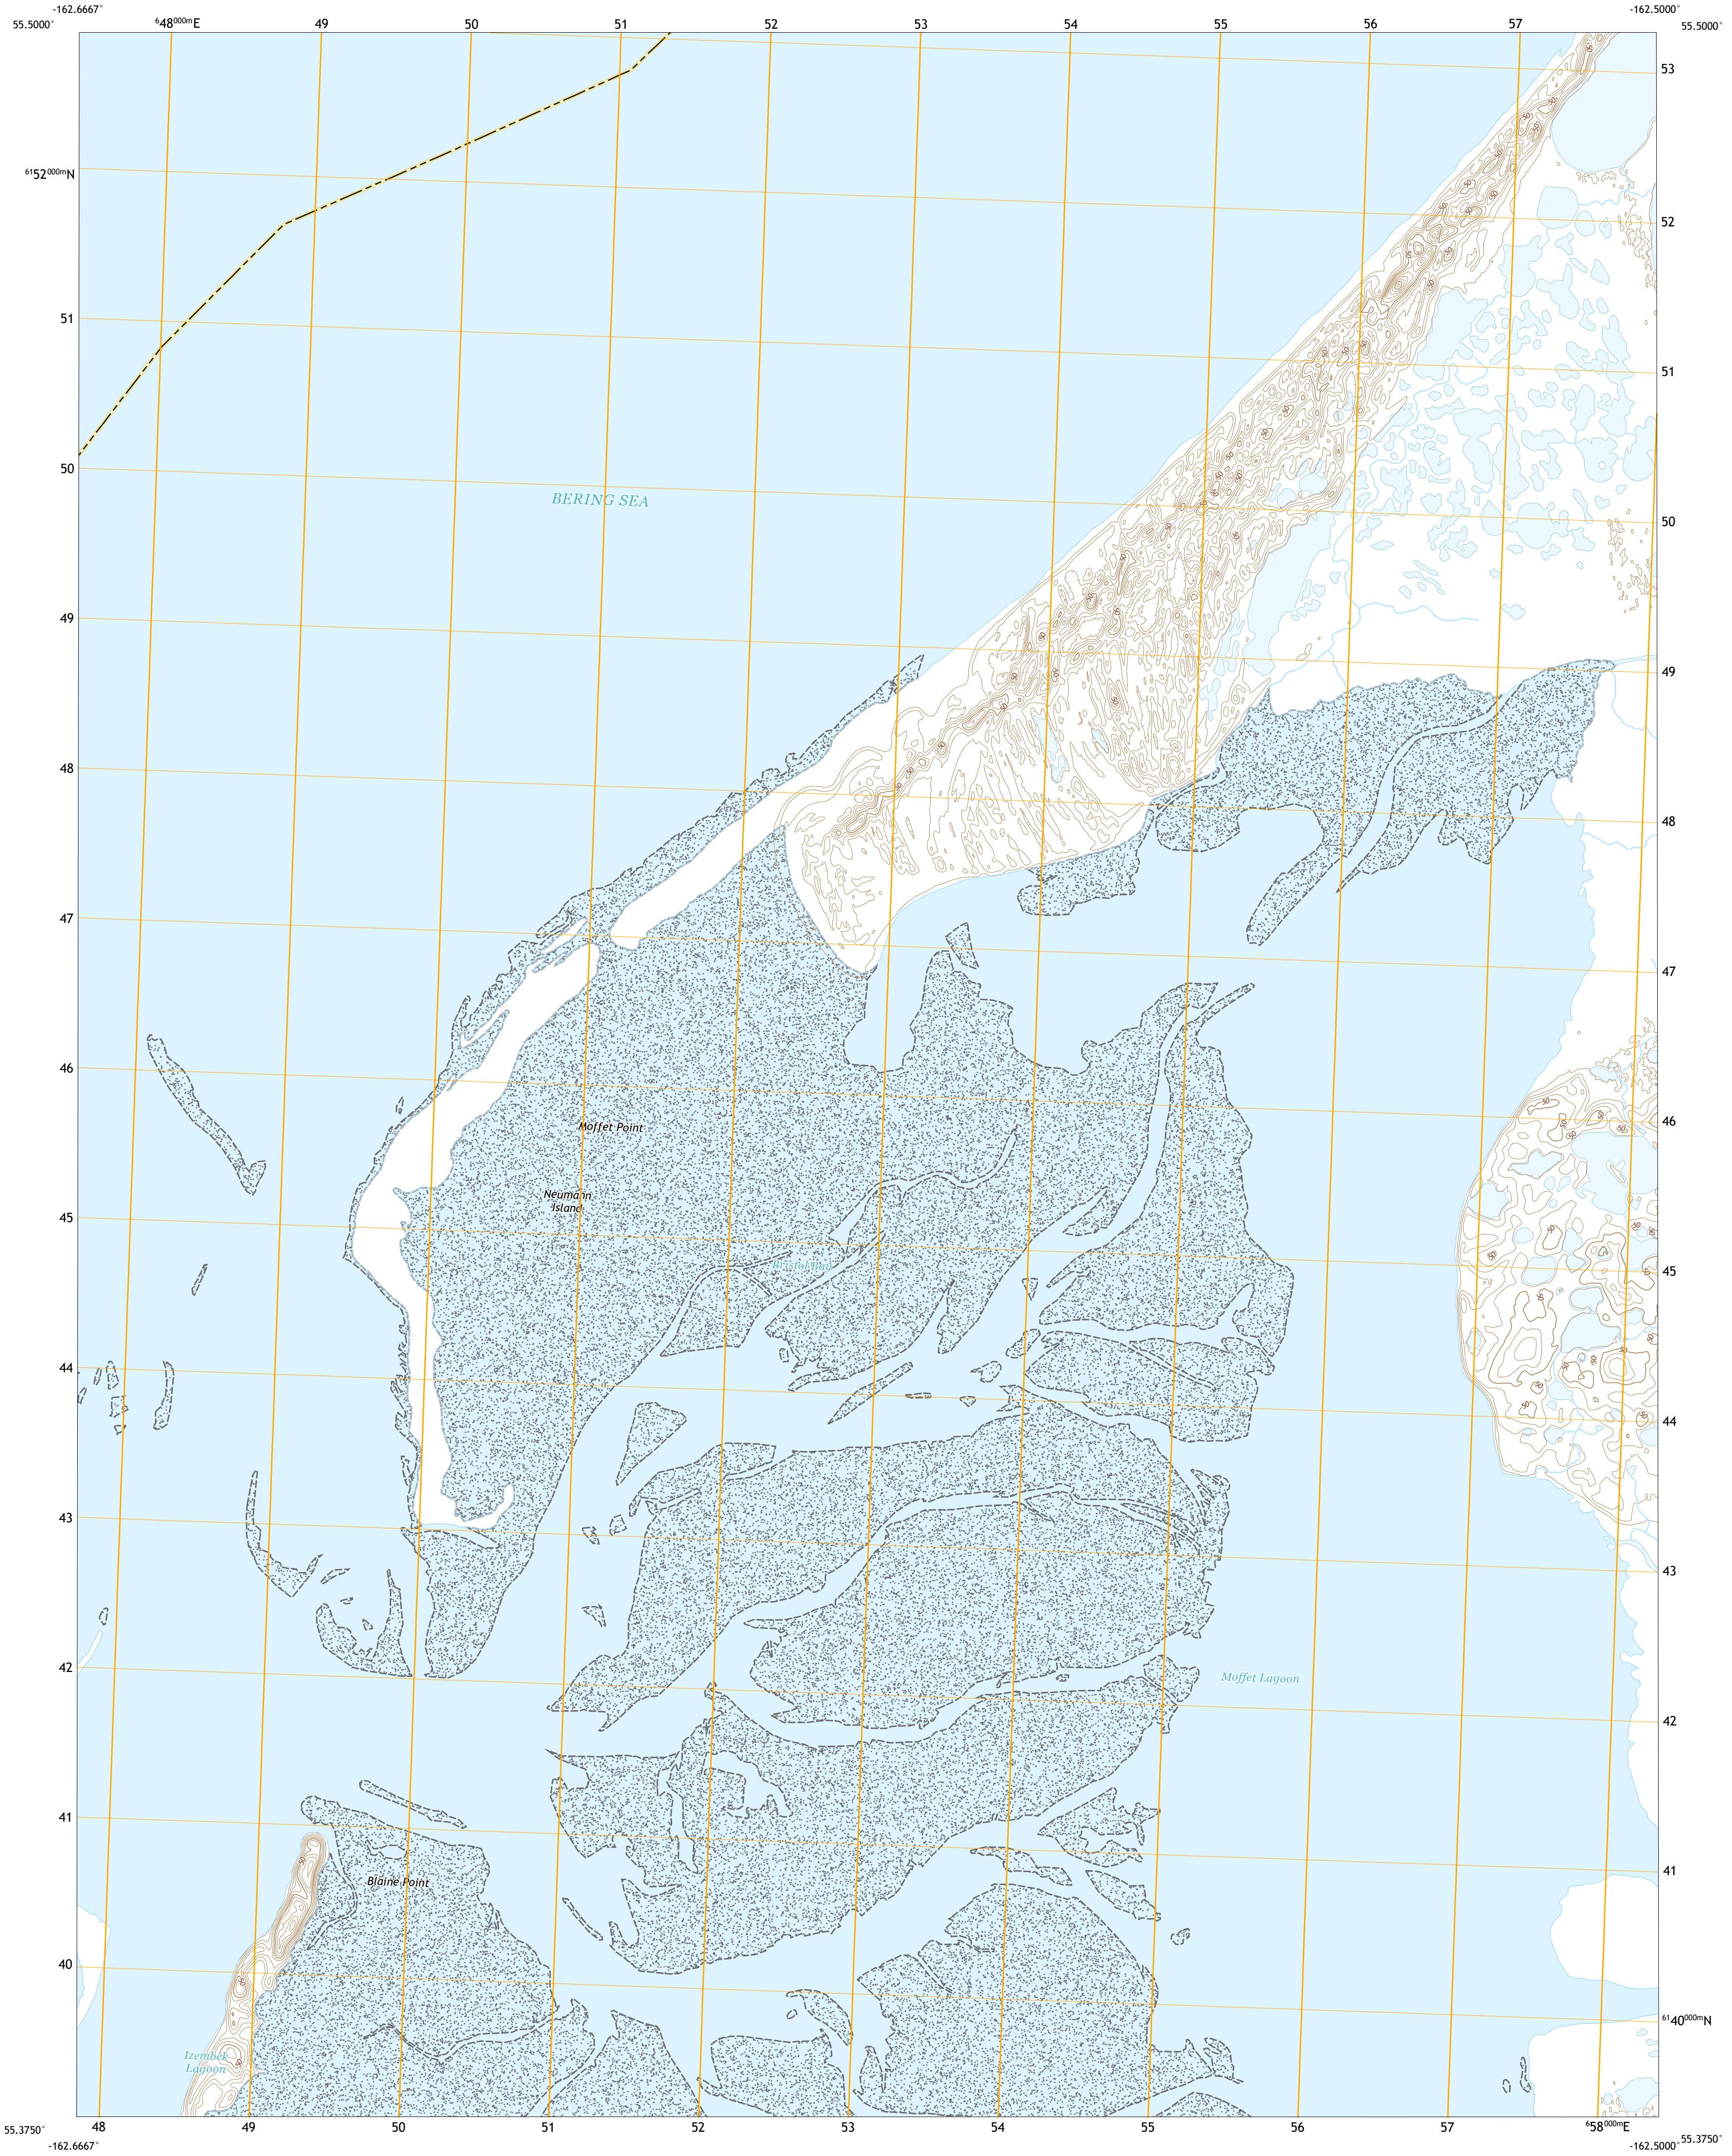 -162.6667° -162.5000°
55.5000° ⁶48⁰⁰⁰ᵐE 49 50 51 52 53 54 55 56 57 55.5000°
53
⁶¹52⁰⁰⁰ᵐN
52
51
51
50
BERING SEA
50
49
49
48
48
47
47
46
46
Moffet Point
Neumann
Island
45
45
44
44
43
43
42
Moffet Lagoon
42
41
41
Blaine Point
40
⁶¹40⁰⁰⁰ᵐN
Izembek
Lagoon
48 49 50 51 52 53 54 55 56 57 ⁶58⁰⁰⁰ᵐE
55.3750° 55.3750°
-162.6667° -162.5000°